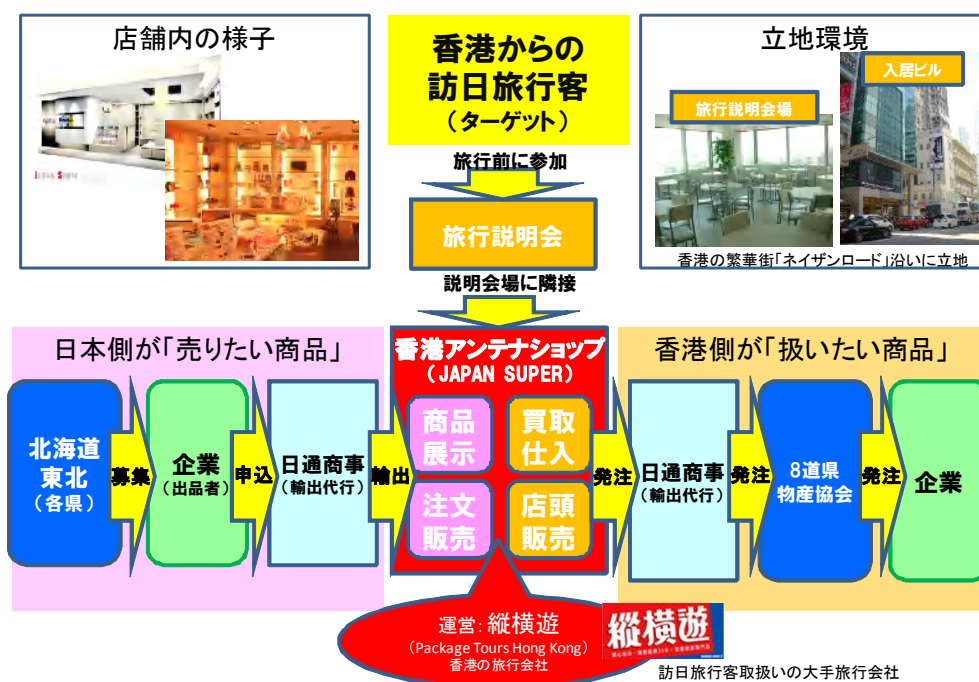 店舗内の様子
Japan Super
香港からの
訪日旅行客
（ターゲット）
旅行前に参加
旅行説明会
説明会場に隣接
立地環境
入居ビル
旅行説明会場
香港の繁華街「ネイザンロード」沿いに立地
日本側が「売りたい商品」
北海道
東北
（各県）
募集
企業
（出品者）
申込
日通商事
（輸出代行）
輸出
香港アンテナショップ
（JAPAN SUPER）
商品
展示
買取
仕入
注文
販売
店頭
販売
香港側が「扱いたい商品」
発注
日通商事
（輸出代行）
発注
8道県
物産協会
発注
企業
運営：縦横遊
（Package Tours Hong Kong）
香港の旅行会社
縱橫遊
訪日旅行客取扱いの大手旅行会社